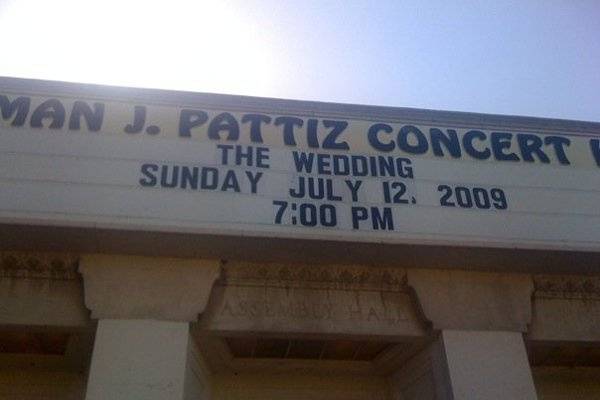 MAN J. PATTIZ CONCERT
THE WEDDING
SUNDAY JULY 12, 2009
7:00 PM
ASSEMBLY HALL